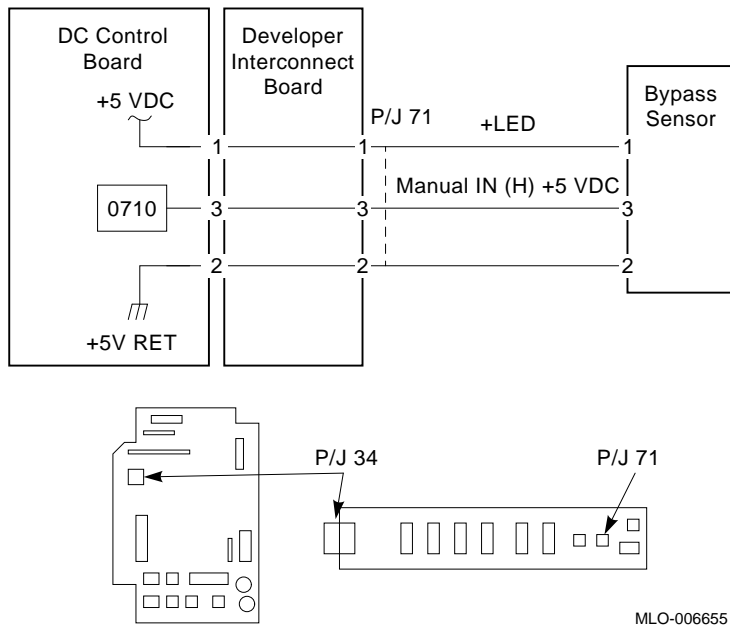 DC Control
Board
Developer
Interconnect
Board
+5 VDC
P/J 71
+LED
Bypass
Sensor
1
1
1
0710
Manual IN (H) +5 VDC
3
3
3
2
2
2
+5V RET
P/J 34
P/J 71
MLO-006655